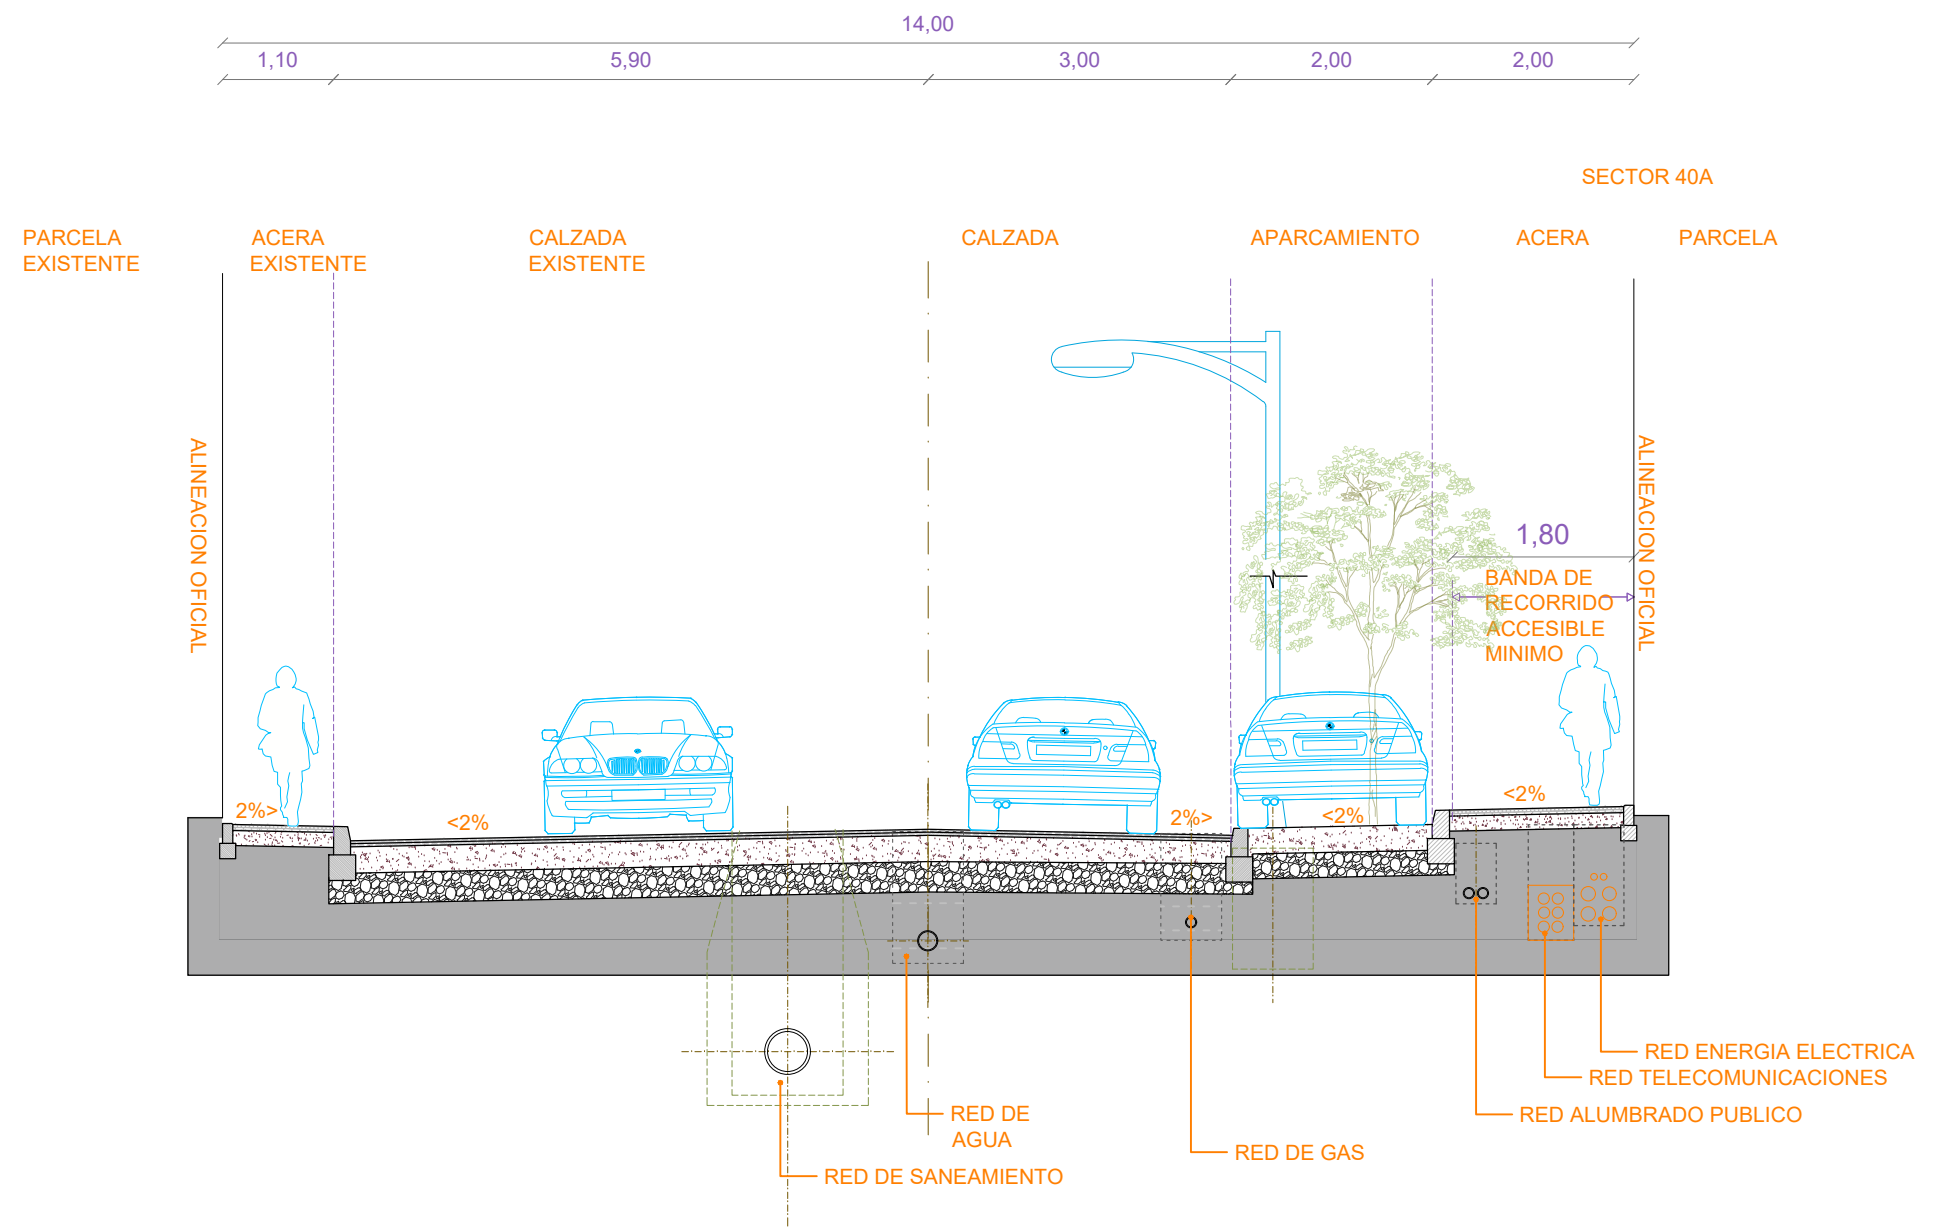 14,00
1,10
5,90
3,00
2,00
2,00
SECTOR 40A
PARCELA
EXISTENTE
ACERA
EXISTENTE
CALZADA
EXISTENTE
CALZADA
APARCAMIENTO
ACERA
PARCELA
ALINEACION OFICIAL
ALINEACION OFICIAL
1,80
BANDA DE
RECORRIDO
ACCESIBLE
MINIMO
2%>
<2%
2%>
<2%
<2%
RED ENERGIA ELECTRICA
RED TELECOMUNICACIONES
RED ALUMBRADO PUBLICO
RED DE
AGUA
RED DE GAS
RED DE SANEAMIENTO